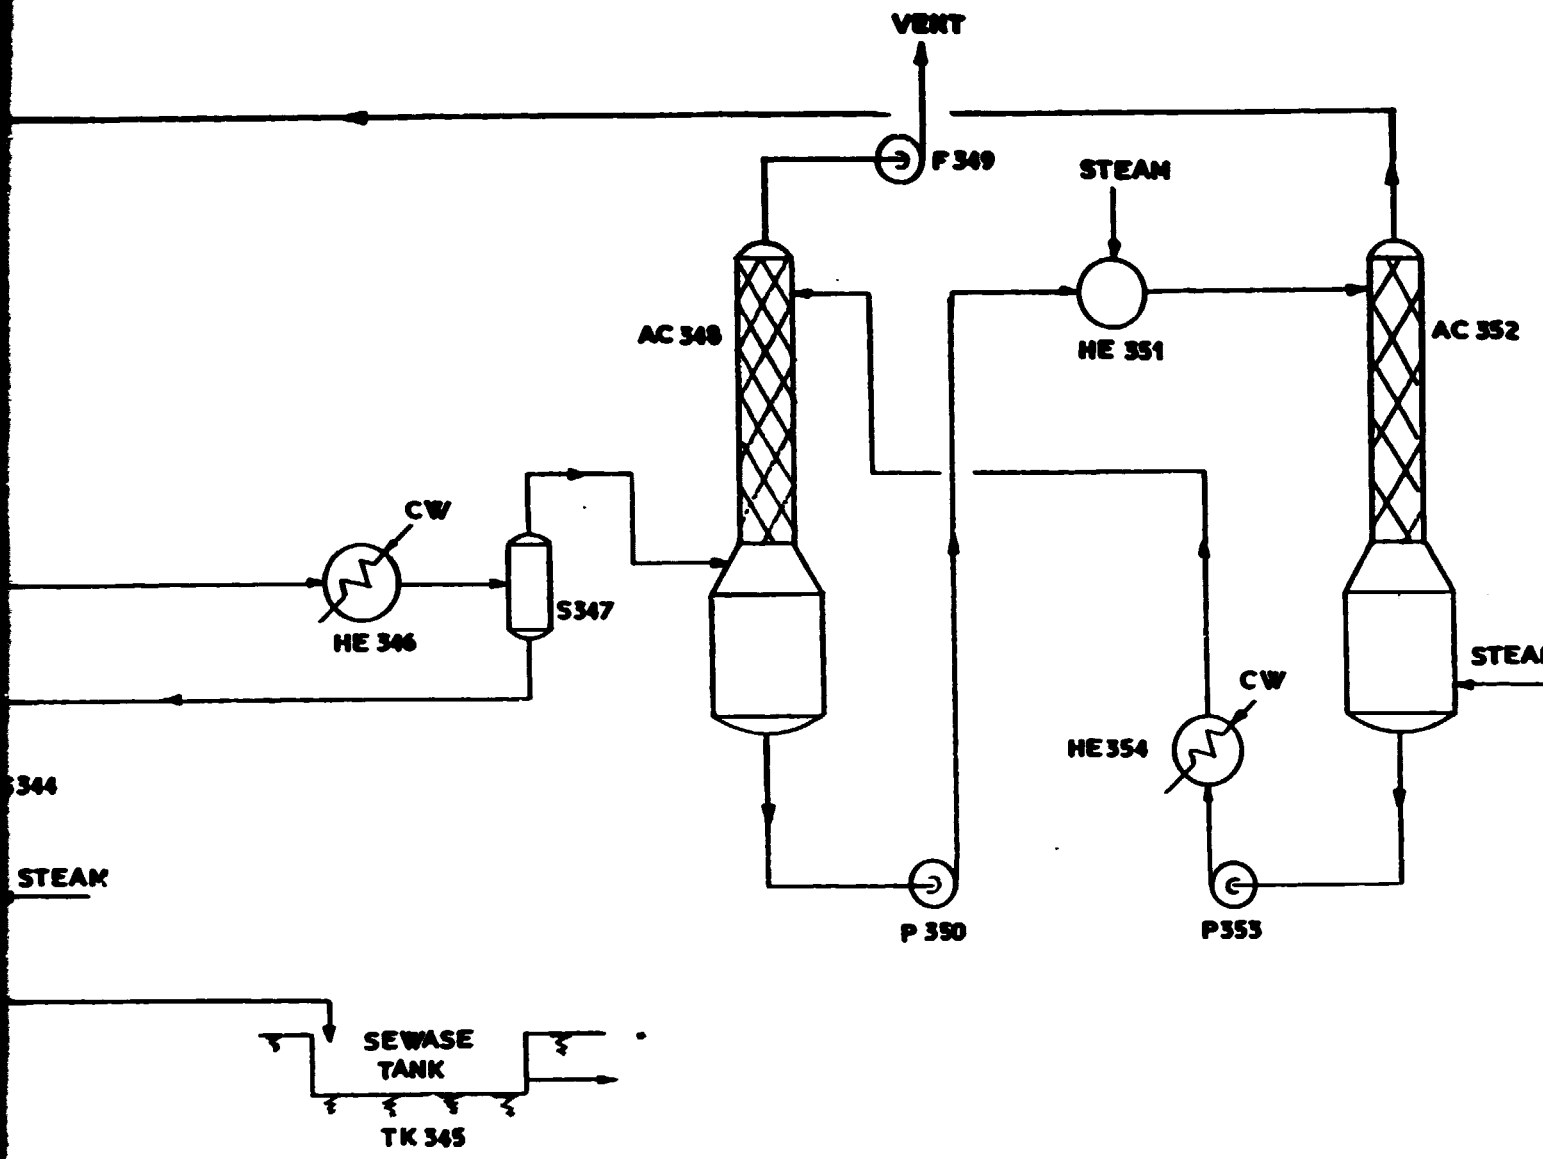 VENT
F 349
STEAM
AC 348
HE 351
AC 352
CW
HE 346
S347
STEA
CW
HE 354
344
STEAM
P 350
P353
SEWASE
TANK
TK 345